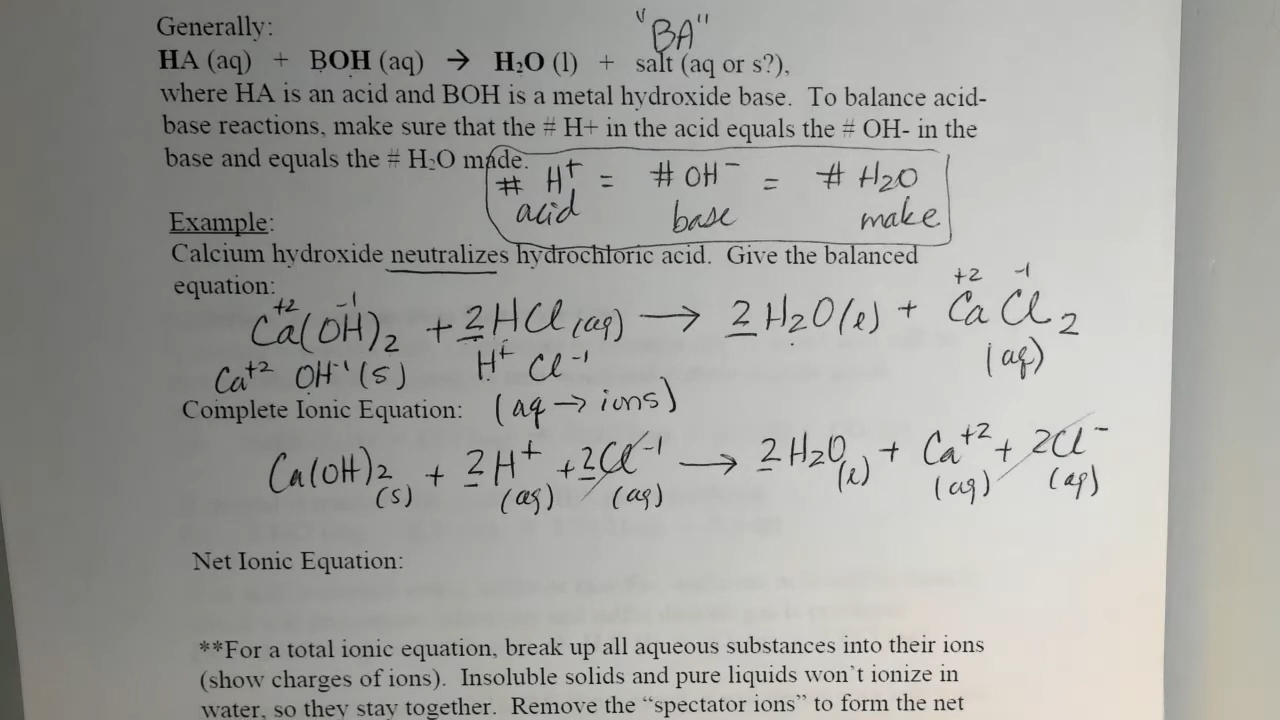 Generally:
"BA"
HA (aq) + BOH (aq) → H₂O (l) + salt (aq or s?),
where HA is an acid and BOH is a metal hydroxide base. To balance acid-
base reactions, make sure that the # H+ in the acid equals the # OH- in the
base and equals the # H₂O made.
# H⁺ = # OH⁻ = # H₂O
acid base make
Example:
Calcium hydroxide neutralizes hydrochloric acid. Give the balanced
equation:
+2 -1 +2 -1
Ca(OH)₂ + 2HCl(aq) → 2H₂O(l) + CaCl₂
Ca⁺² OH⁻¹ (s) H⁺ Cl⁻¹ (aq)
Complete Ionic Equation: (aq → ions)
Ca(OH)₂ + 2H⁺ + 2Cl⁻¹ → 2H₂O(l) + Ca⁺² + 2Cl⁻
(s) (aq) (aq) (aq) (aq)
Net Ionic Equation:
**For a total ionic equation, break up all aqueous substances into their ions
(show charges of ions). Insoluble solids and pure liquids won't ionize in
water, so they stay together. Remove the "spectator ions" to form the net